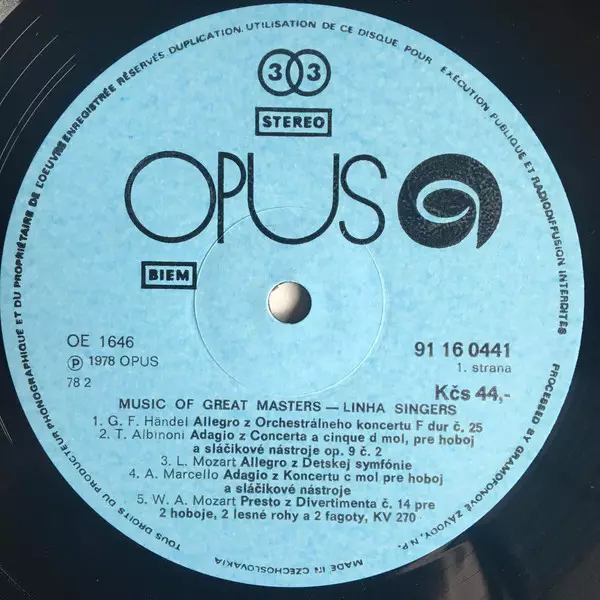 33
STEREO
OPUS
BIEM
OE 1646
℗ 1978 OPUS
78 2
91 16 0441
1. strana
Kčs 44,-
MUSIC OF GREAT MASTERS — LINHA SINGERS
1. G. F. Händel Allegro z Orchestrálneho koncertu F dur č. 25
2. T. Albinoni Adagio z Concerta a cinque d mol, pre hoboj
a sláčikové nástroje op. 9 č. 2
3. L. Mozart Allegro z Detskej symfónie
4. A. Marcello Adagio z Koncertu c mol pre hoboj
a sláčikové nástroje
5. W. A. Mozart Presto z Divertimenta č. 14 pre
2 hoboje, 2 lesné rohy a 2 fagoty, KV 270
TOUS DROITS DU PRODUCTEUR PHONOGRAPHIQUE ET DU PROPRIÉTAIRE DE L'OEUVRE ENREGISTRÉE RÉSERVÉS DUPLICATION, UTILISATION DE CE DISQUE POUR EXÉCUTION PUBLIQUE ET RADIODIFFUSION INTERDITES
PROCESSED BY GRAMOFONOVÉ ZÁVODY, N.P.
MADE IN CZECHOSLOVAKIA